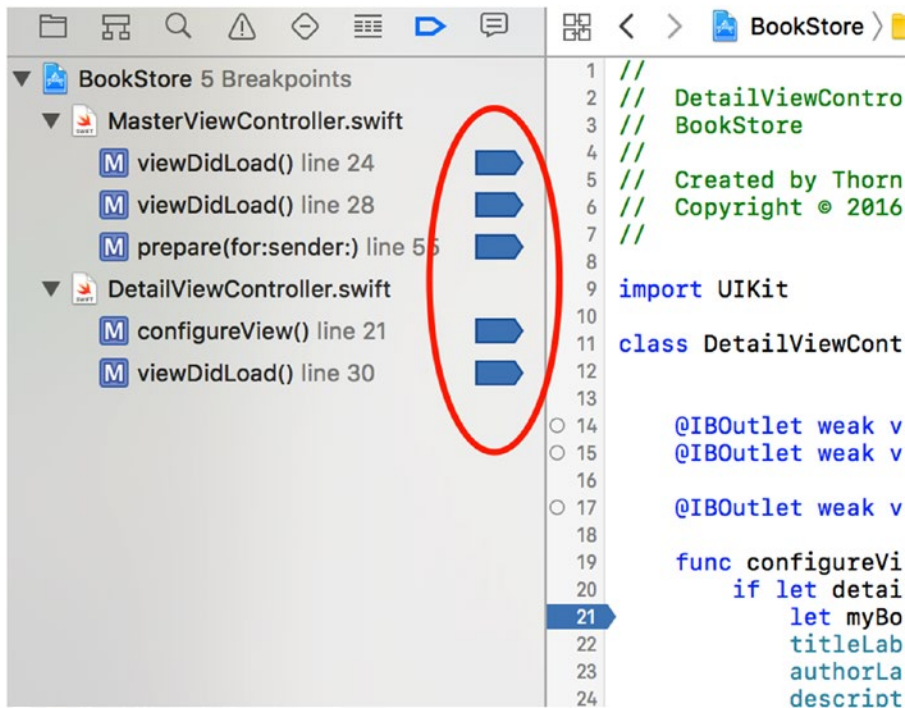 BookStore
BookStore 5 Breakpoints
MasterViewController.swift
M viewDidLoad() line 24
M viewDidLoad() line 28
M prepare(for:sender:) line 55
DetailViewController.swift
M configureView() line 21
M viewDidLoad() line 30
1 //
2 // DetailViewContro
3 // BookStore
4 //
5 // Created by Thorn
6 // Copyright © 2016
7 //
8
9 import UIKit
10
11 class DetailViewCont
12
13
14 @IBOutlet weak v
15 @IBOutlet weak v
16
17 @IBOutlet weak v
18
19 func configureVi
20 if let detai
21 let myBo
22 titleLab
23 authorLa
24 descript